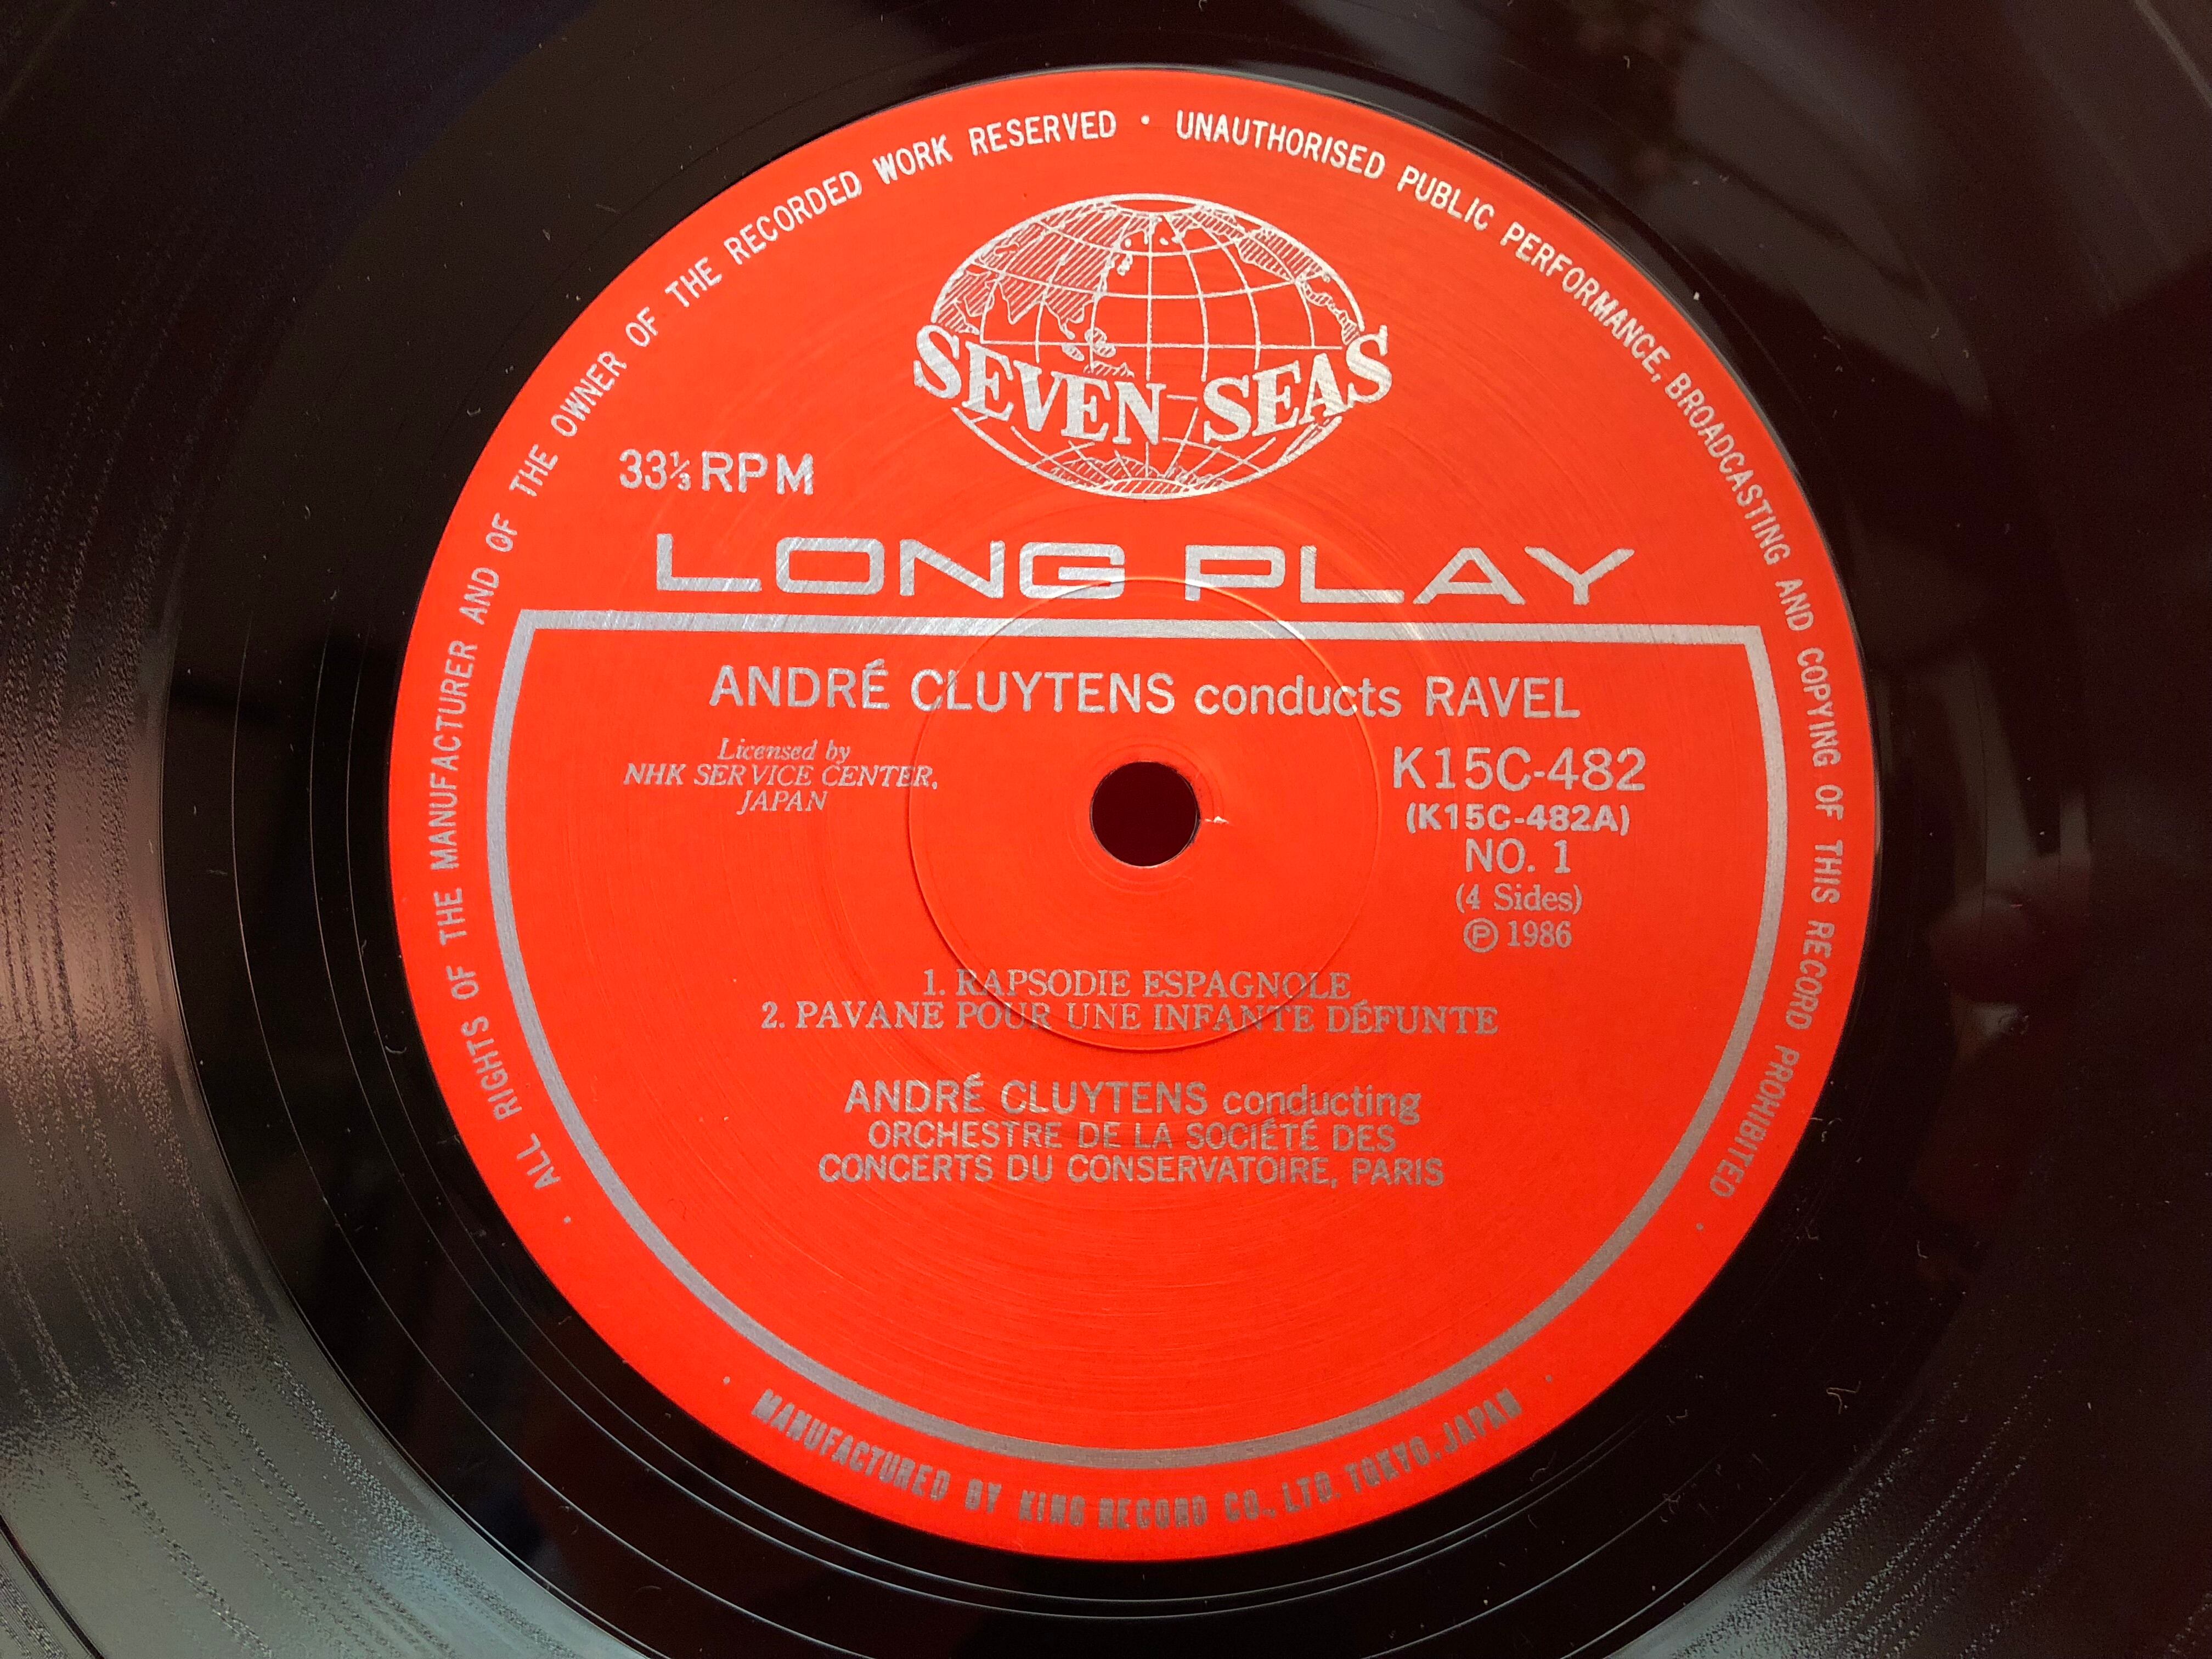 ALL RIGHTS OF THE MANUFACTURER AND OF THE OWNER OF THE RECORDED WORK RESERVED · UNAUTHORISED PUBLIC PERFORMANCE, BROADCASTING AND COPYING OF THIS RECORD PROHIBITED ·
SEVEN SEAS
33⅓ RPM
LONG PLAY
ANDRÉ CLUYTENS conducts RAVEL
Licensed by
NHK SERVICE CENTER,
JAPAN
K15C-482
(K15C-482A)
NO. 1
(4 Sides)
Ⓟ 1986
1. RAPSODIE ESPAGNOLE
2. PAVANE POUR UNE INFANTE DÉFUNTE
ANDRÉ CLUYTENS conducting
ORCHESTRE DE LA SOCIÉTÉ DES
CONCERTS DU CONSERVATOIRE, PARIS
· MANUFACTURED BY KING RECORD CO., LTD. TOKYO, JAPAN ·